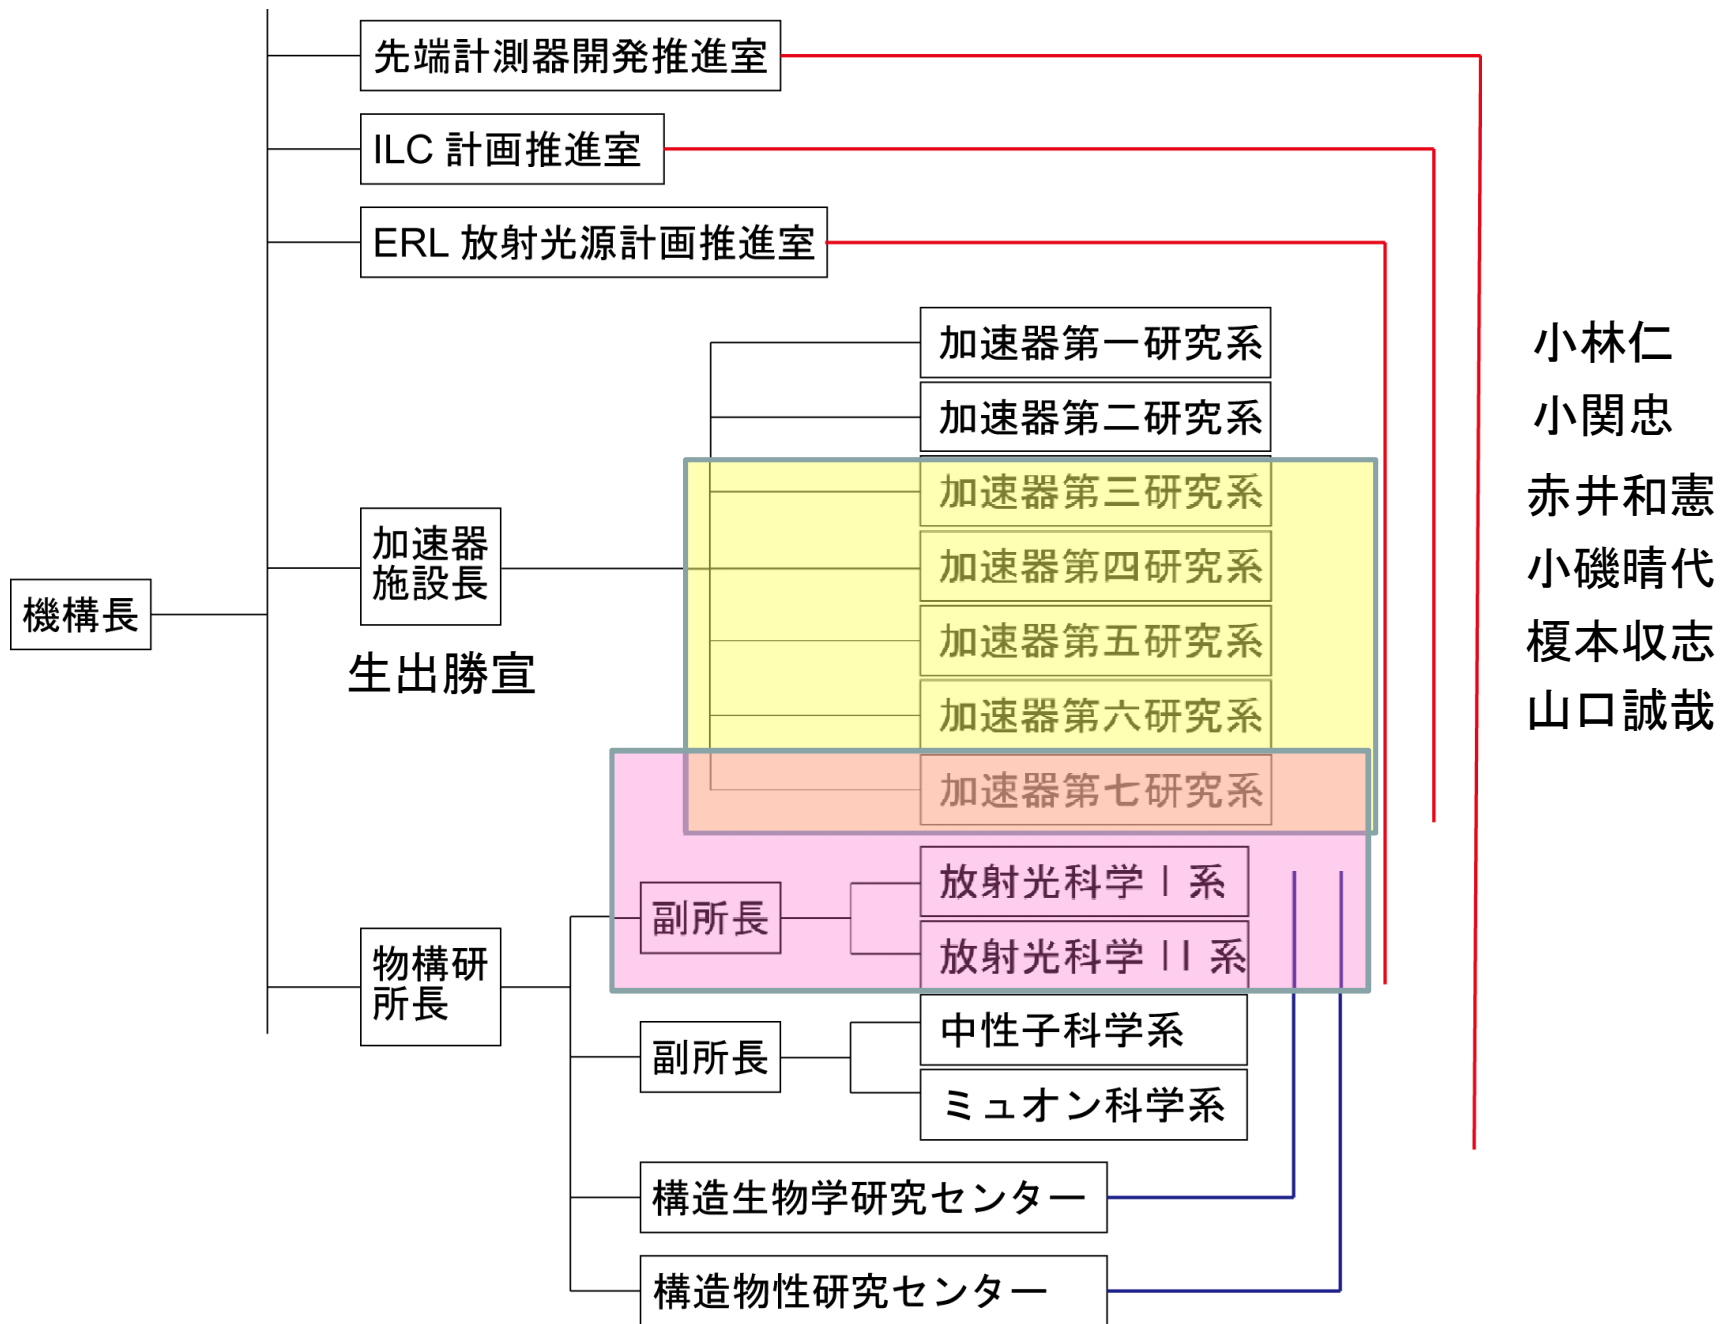 先端計測器開発推進室
ILC 計画推進室
ERL 放射光源計画推進室
加速器第一研究系
小林仁
加速器第二研究系
小関忠
加速器第三研究系
赤井和憲
加速器
施設長
加速器第四研究系
小磯晴代
機構長
加速器第五研究系
榎本収志
生出勝宣
加速器第六研究系
山口誠哉
加速器第七研究系
放射光科学 I 系
副所長
放射光科学 II 系
物構研
所長
中性子科学系
副所長
ミュオン科学系
構造生物学研究センター
構造物性研究センター